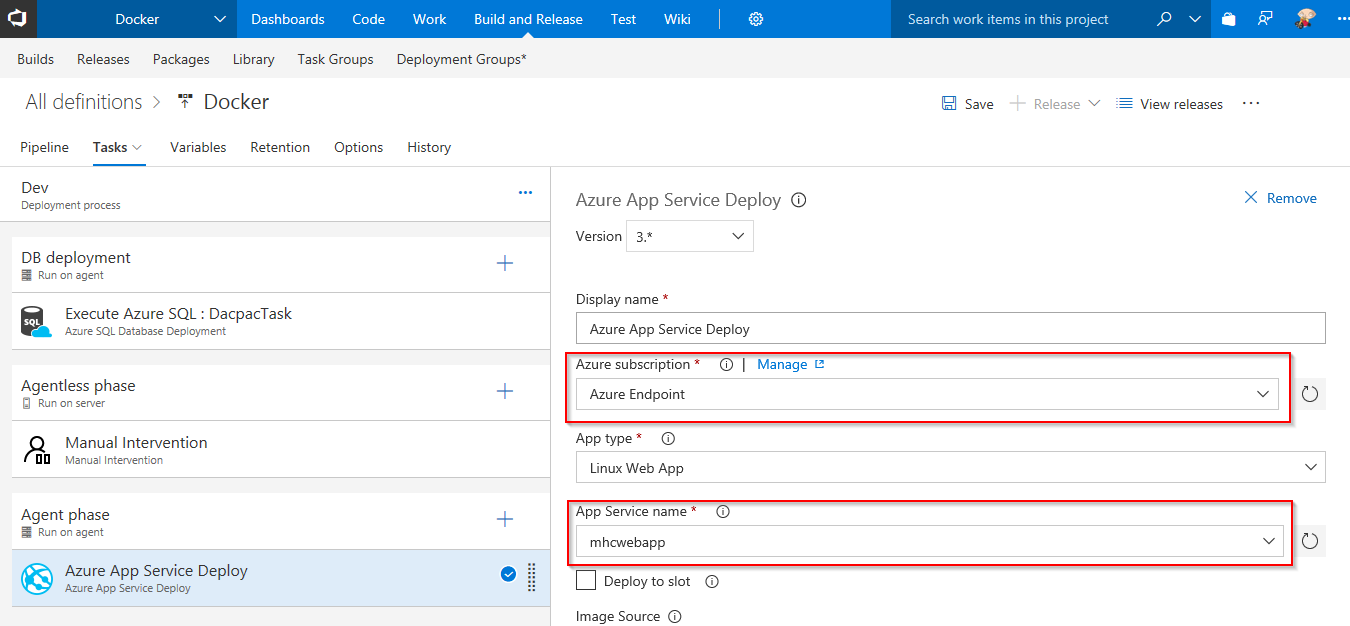 Docker Dashboards Code Work Build and Release Test Wiki Search work items in this project
Builds Releases Packages Library Task Groups Deployment Groups*
All definitions > Docker Save Release View releases ...
Pipeline Tasks Variables Retention Options History
Dev
Deployment process
DB deployment
Run on agent
SQL
Execute Azure SQL : DacpacTask
Azure SQL Database Deployment
Agentless phase
Run on server
Manual Intervention
Manual Intervention
Agent phase
Run on agent
Azure App Service Deploy
Azure App Service Deploy
Azure App Service Deploy Remove
Version 3.*
Display name *
Azure App Service Deploy
Azure subscription * | Manage
Azure Endpoint
App type *
Linux Web App
App Service name *
mhcwebapp
Deploy to slot
Image Source